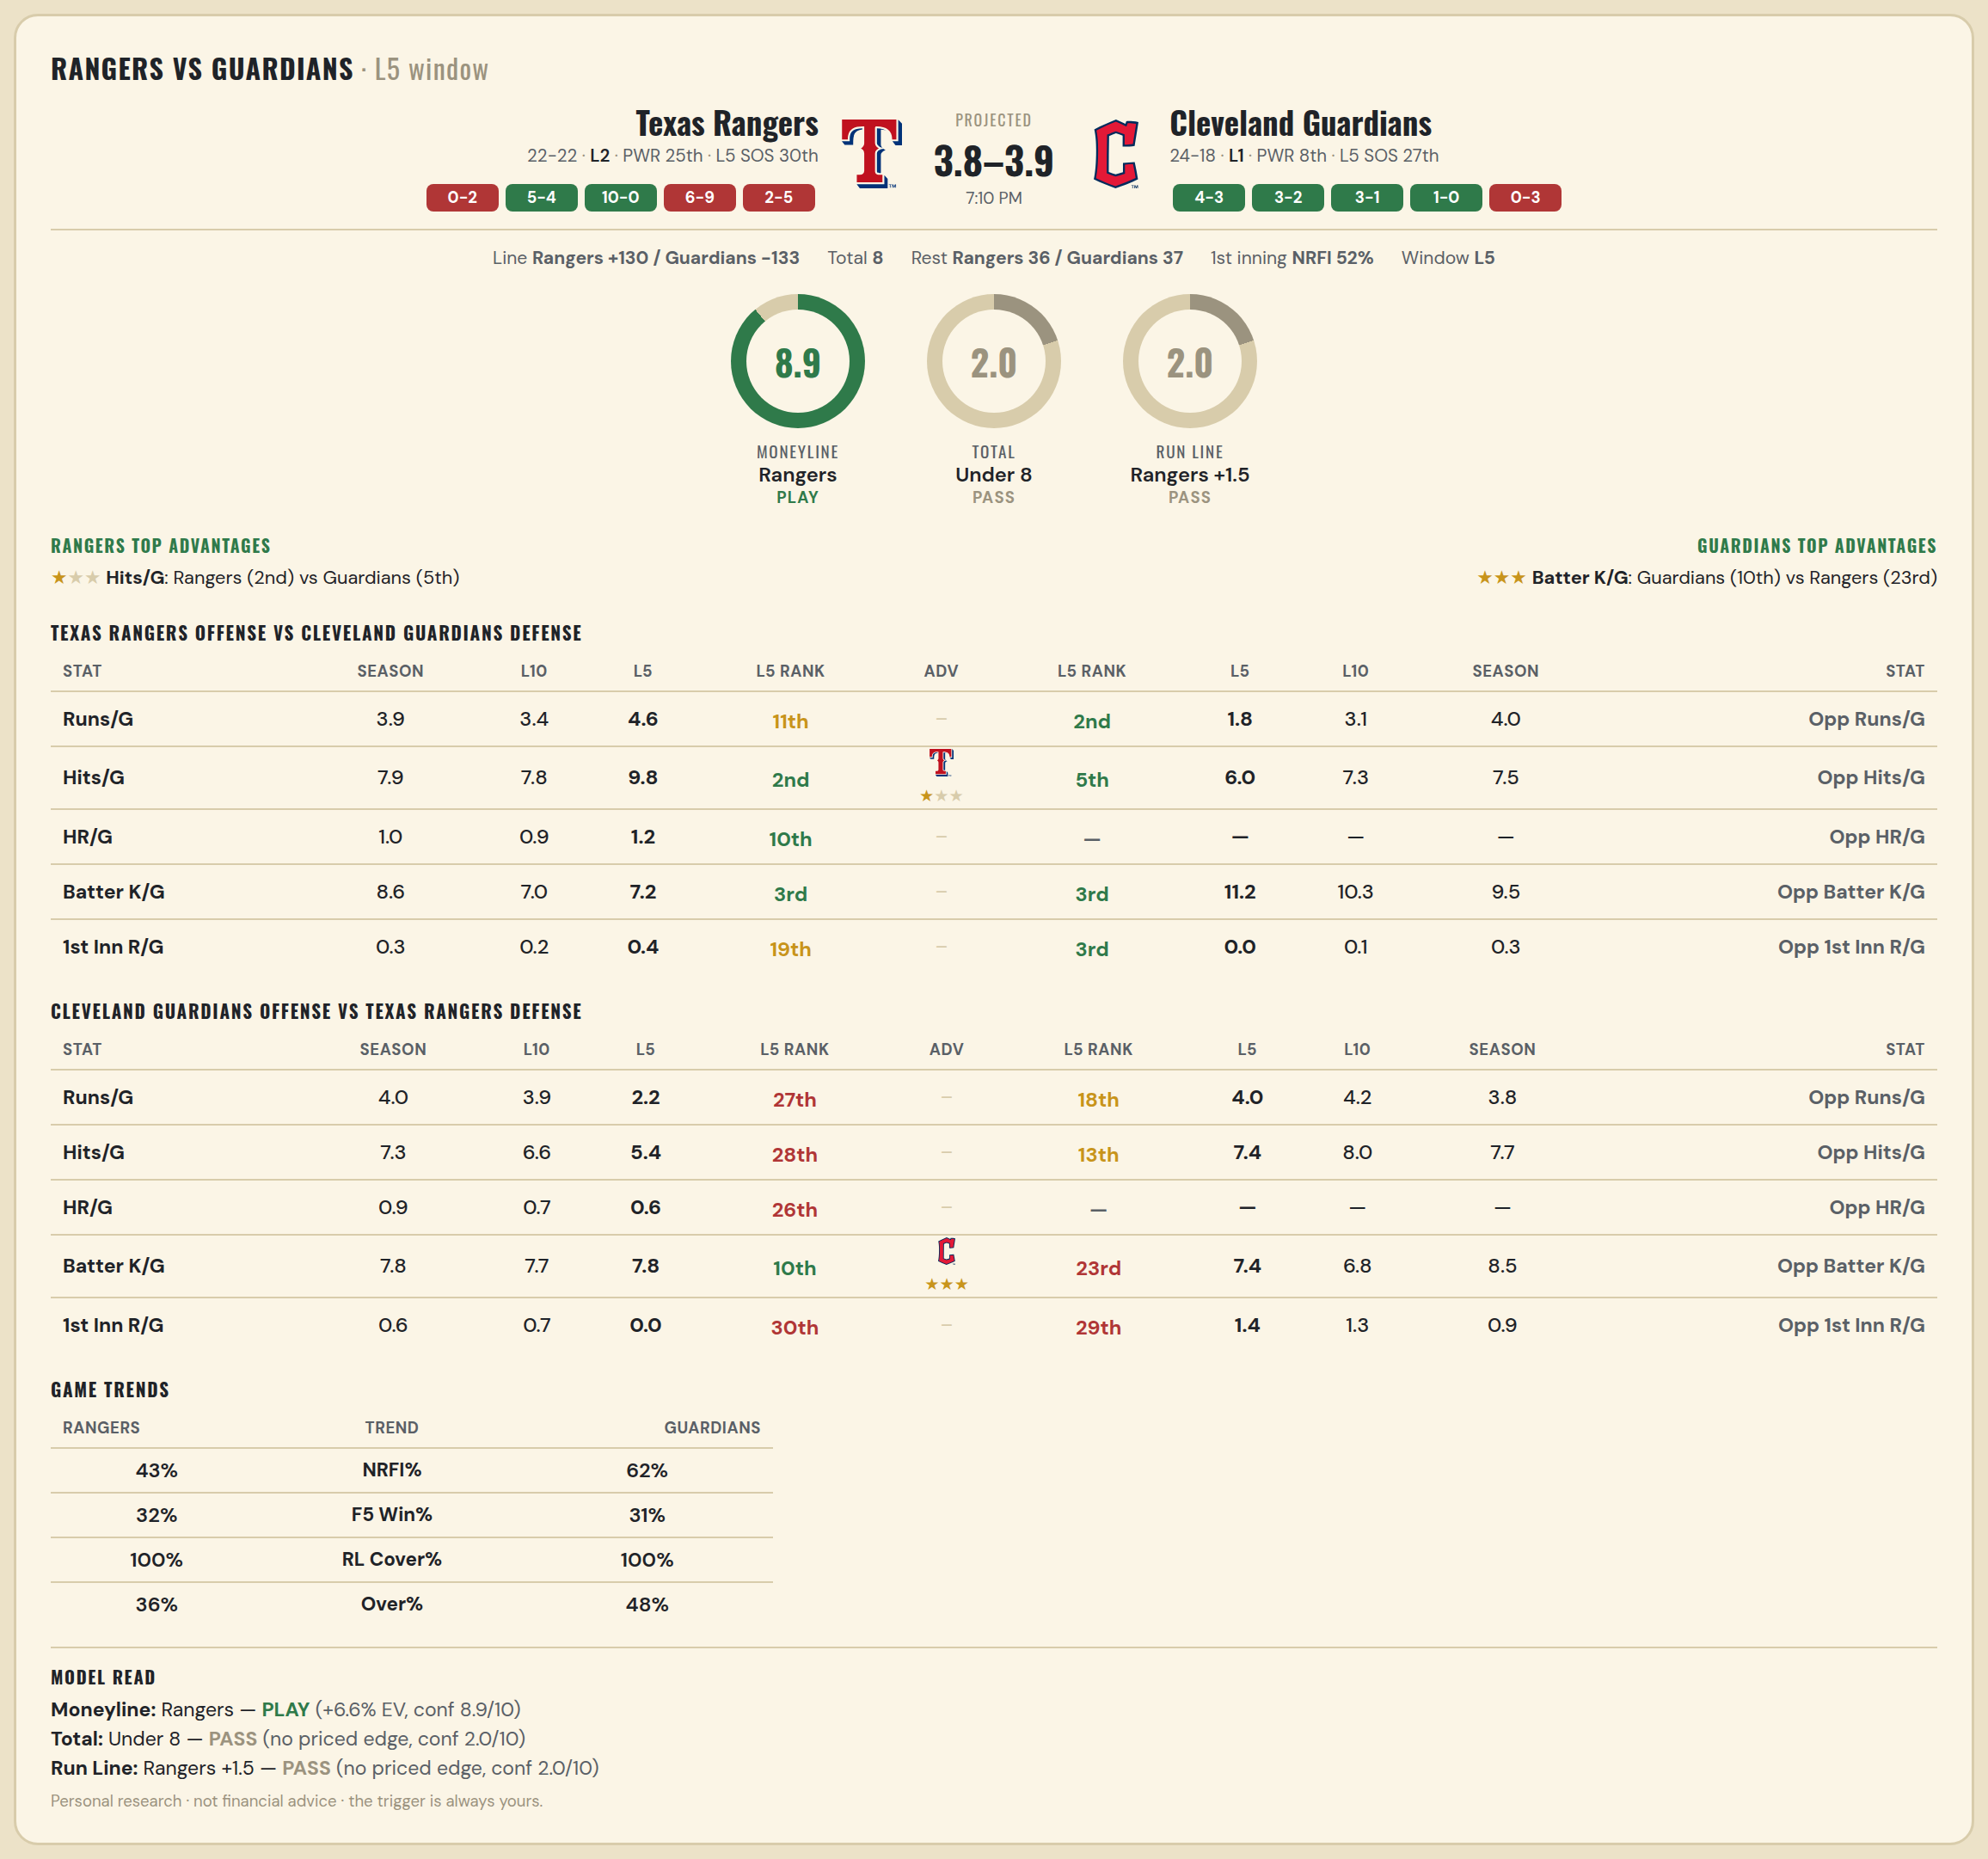 RANGERS VS GUARDIANS · L5 window
Texas Rangers
22-22 · L2 · PWR 25th · L5 SOS 30th
0-2 5-4 10-0 6-9 2-5
T ™
PROJECTED
3.8–3.9
7:10 PM
C ™
Cleveland Guardians
24-18 · L1 · PWR 8th · L5 SOS 27th
4-3 3-2 3-1 1-0 0-3
Line Rangers +130 / Guardians -133 Total 8 Rest Rangers 36 / Guardians 37 1st inning NRFI 52% Window L5
8.9 2.0 2.0
MONEYLINE TOTAL RUN LINE
Rangers Under 8 Rangers +1.5
PLAY PASS PASS
RANGERS TOP ADVANTAGES
★★★ Hits/G: Rangers (2nd) vs Guardians (5th)
GUARDIANS TOP ADVANTAGES
★★★ Batter K/G: Guardians (10th) vs Rangers (23rd)
TEXAS RANGERS OFFENSE VS CLEVELAND GUARDIANS DEFENSE
STAT SEASON L10 L5 L5 RANK ADV L5 RANK L5 L10 SEASON STAT
Runs/G 3.9 3.4 4.6 11th — 2nd 1.8 3.1 4.0 Opp Runs/G
Hits/G 7.9 7.8 9.8 2nd T ★★★ 5th 6.0 7.3 7.5 Opp Hits/G
HR/G 1.0 0.9 1.2 10th — — — — — Opp HR/G
Batter K/G 8.6 7.0 7.2 3rd — 3rd 11.2 10.3 9.5 Opp Batter K/G
1st Inn R/G 0.3 0.2 0.4 19th — 3rd 0.0 0.1 0.3 Opp 1st Inn R/G
CLEVELAND GUARDIANS OFFENSE VS TEXAS RANGERS DEFENSE
STAT SEASON L10 L5 L5 RANK ADV L5 RANK L5 L10 SEASON STAT
Runs/G 4.0 3.9 2.2 27th — 18th 4.0 4.2 3.8 Opp Runs/G
Hits/G 7.3 6.6 5.4 28th — 13th 7.4 8.0 7.7 Opp Hits/G
HR/G 0.9 0.7 0.6 26th — — — — — Opp HR/G
Batter K/G 7.8 7.7 7.8 10th C ★★★ 23rd 7.4 6.8 8.5 Opp Batter K/G
1st Inn R/G 0.6 0.7 0.0 30th — 29th 1.4 1.3 0.9 Opp 1st Inn R/G
GAME TRENDS
RANGERS TREND GUARDIANS
43% NRFI% 62%
32% F5 Win% 31%
100% RL Cover% 100%
36% Over% 48%
MODEL READ
Moneyline: Rangers — PLAY (+6.6% EV, conf 8.9/10)
Total: Under 8 — PASS (no priced edge, conf 2.0/10)
Run Line: Rangers +1.5 — PASS (no priced edge, conf 2.0/10)
Personal research · not financial advice · the trigger is always yours.